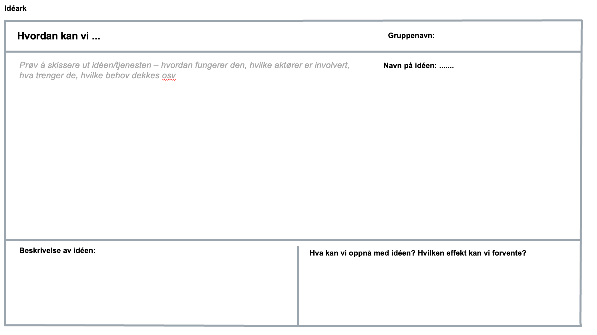 Idéark
Hvordan kan vi ...
Gruppenavn:
Prøv å skissere ut idéen/tjenesten – hvordan fungerer den, hvilke aktører er involvert,
hva trenger de, hvilke behov dekkes osv
Navn på idéen: .......
Beskrivelse av idéen:
Hva kan vi oppnå med idéen? Hvilken effekt kan vi forvente?